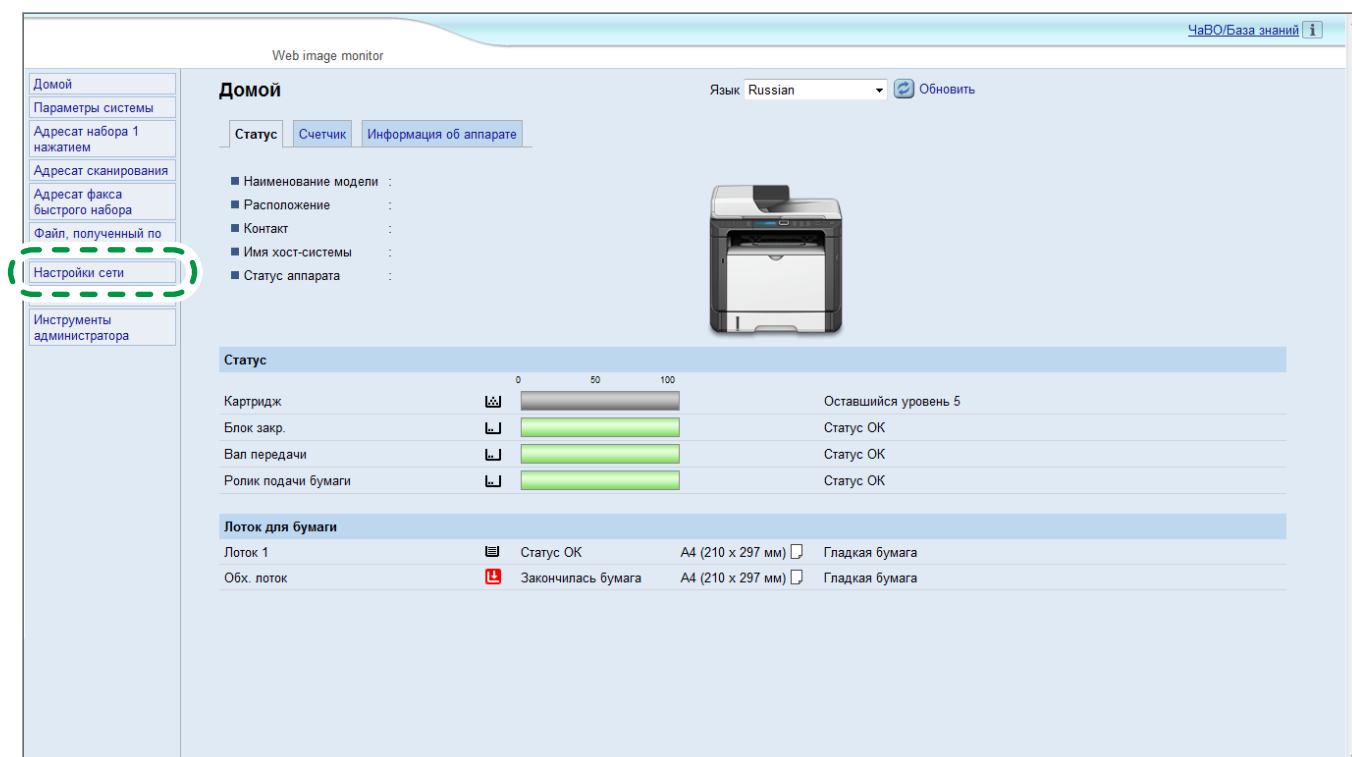 ЧаВО/База знаний
Web image monitor
Домой
Параметры системы
Адресат набора 1
нажатием
Адресат сканирования
Адресат факса
быстрого набора
Файл, полученный по
Настройки сети
Инструменты
администратора
Домой
Язык Russian Обновить
Статус Счетчик Информация об аппарате
Наименование модели :
Расположение :
Контакт :
Имя хост-системы :
Статус аппарата :
Статус
0 50 100
Картридж Оставшийся уровень 5
Блок закр. Статус ОК
Вал передачи Статус ОК
Ролик подачи бумаги Статус ОК
Лоток для бумаги
Лоток 1 Статус ОК A4 (210 x 297 мм) Гладкая бумага
Обх. лоток Закончилась бумага A4 (210 x 297 мм) Гладкая бумага